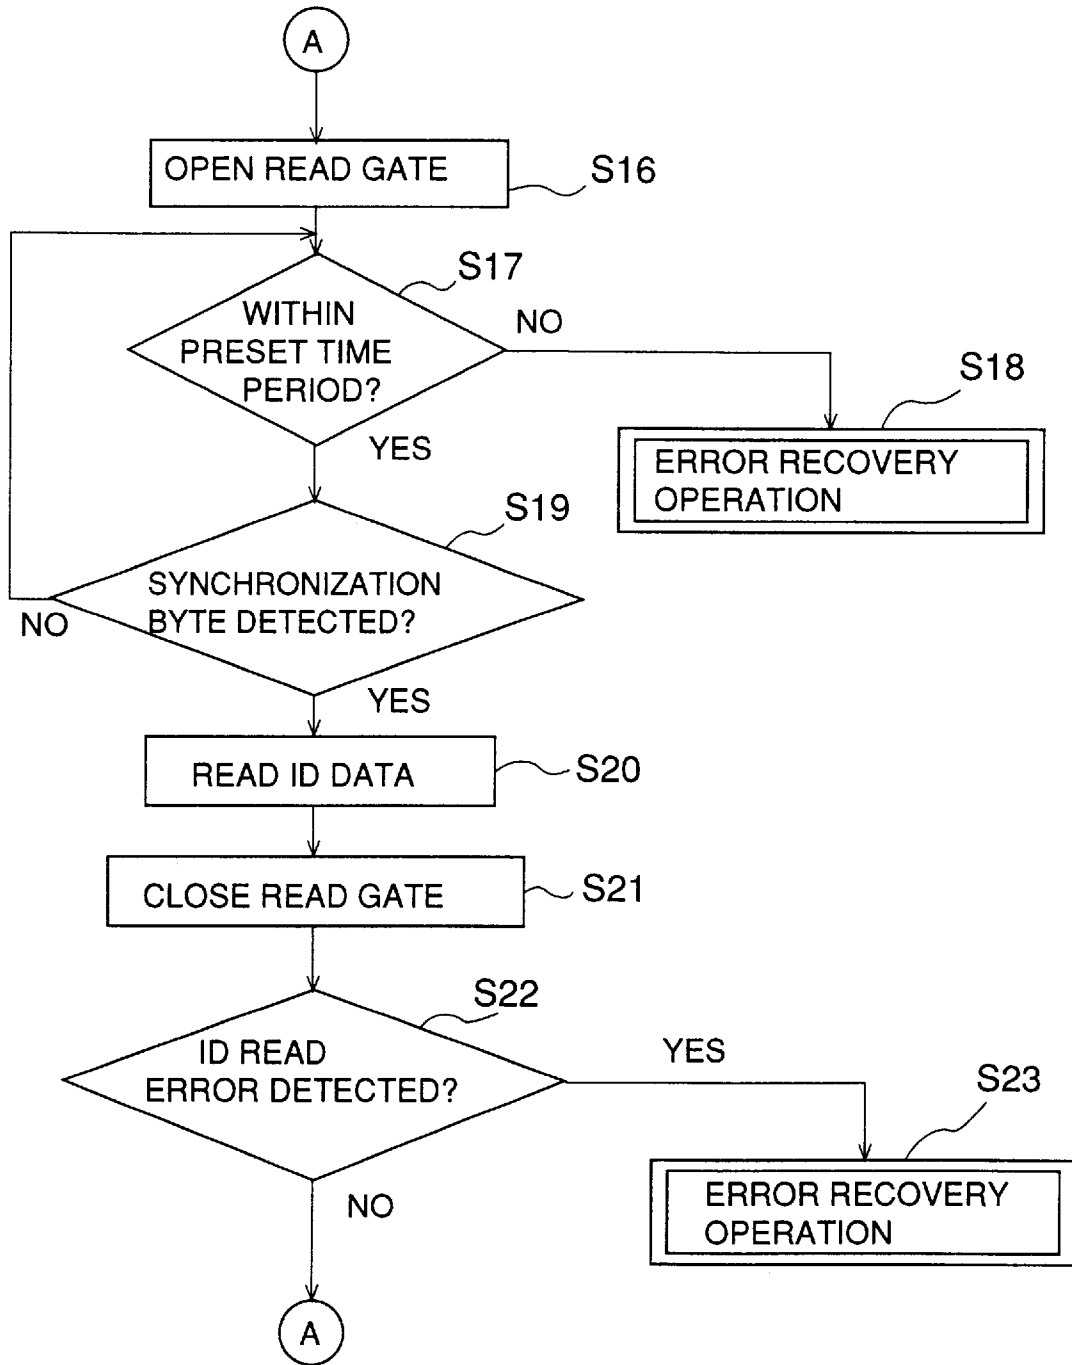 A
OPEN READ GATE
S16
S17
WITHIN
PRESET TIME
PERIOD?
NO
YES
S18
ERROR RECOVERY
OPERATION
S19
SYNCHRONIZATION
BYTE DETECTED?
NO
YES
READ ID DATA
S20
CLOSE READ GATE
S21
S22
ID READ
ERROR DETECTED?
YES
S23
ERROR RECOVERY
OPERATION
NO
A